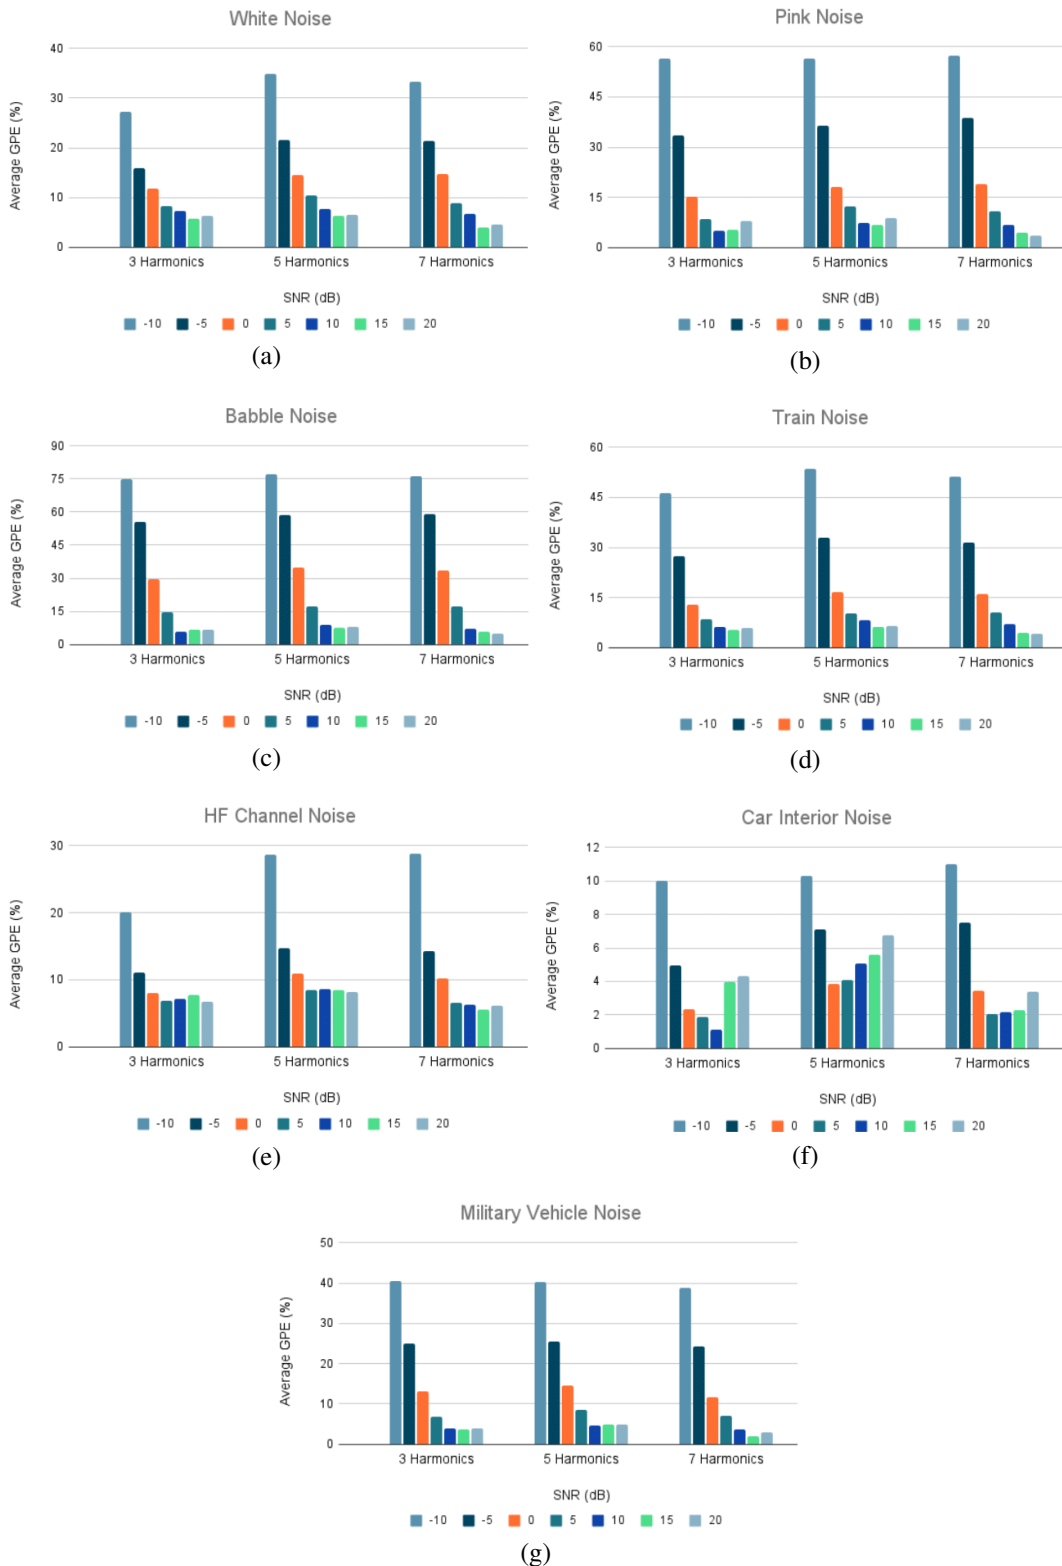 White Noise
Average GPE (%)
40
30
20
10
0
3 Harmonics 5 Harmonics 7 Harmonics
SNR (dB)
-10 -5 0 5 10 15 20
(a)
Pink Noise
Average GPE (%)
60
45
30
15
0
3 Harmonics 5 Harmonics 7 Harmonics
SNR (dB)
-10 -5 0 5 10 15 20
(b)
Babble Noise
Average GPE (%)
90
75
60
45
30
15
0
3 Harmonics 5 Harmonics 7 Harmonics
SNR (dB)
-10 -5 0 5 10 15 20
(c)
Train Noise
Average GPE (%)
60
45
30
15
0
3 Harmonics 5 Harmonics 7 Harmonics
SNR (dB)
-10 -5 0 5 10 15 20
(d)
HF Channel Noise
Average GPE (%)
30
20
10
0
3 Harmonics 5 Harmonics 7 Harmonics
SNR (dB)
-10 -5 0 5 10 15 20
(e)
Car Interior Noise
Average GPE (%)
12
10
8
6
4
2
0
3 Harmonics 5 Harmonics 7 Harmonics
SNR (dB)
-10 -5 0 5 10 15 20
(f)
Military Vehicle Noise
Average GPE (%)
50
40
30
20
10
0
3 Harmonics 5 Harmonics 7 Harmonics
SNR (dB)
-10 -5 0 5 10 15 20
(g)